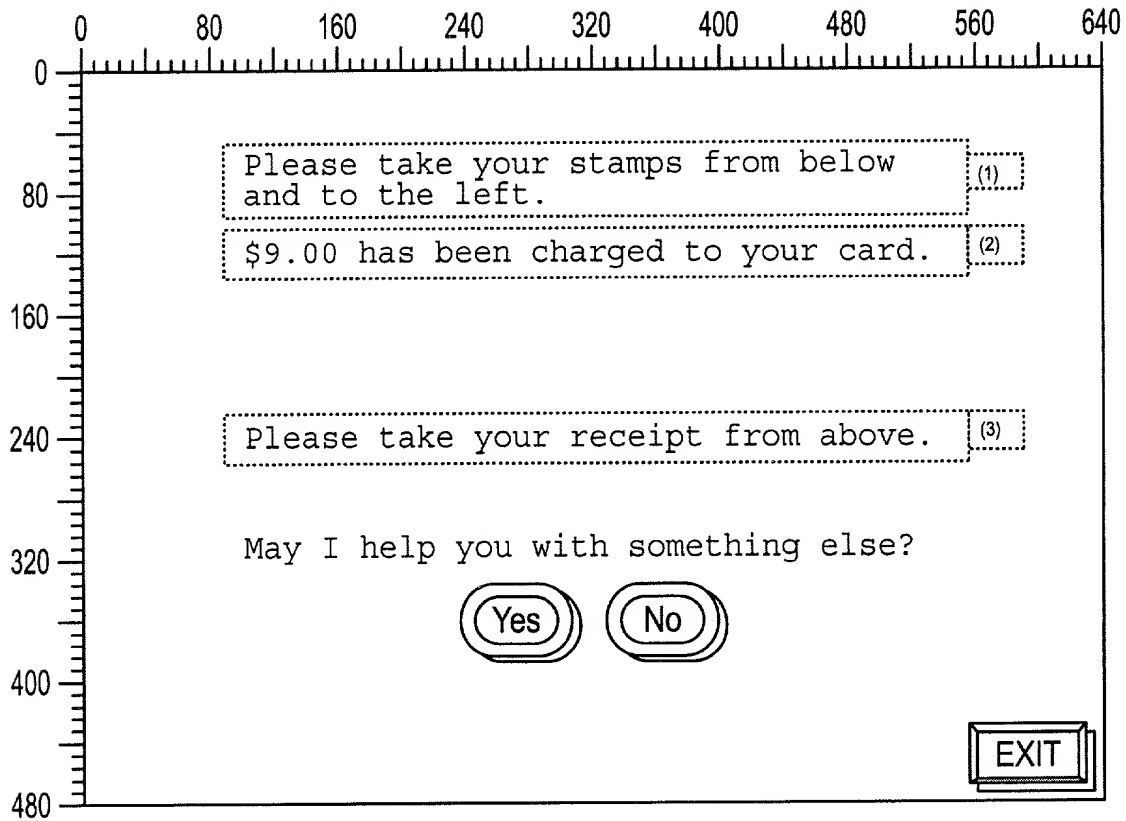 0 80 160 240 320 400 480 560 640
0
Please take your stamps from below
and to the left.
(1)
80
$9.00 has been charged to your card.
(2)
160
240
Please take your receipt from above.
(3)
May I help you with something else?
320
Yes No
400
EXIT
480